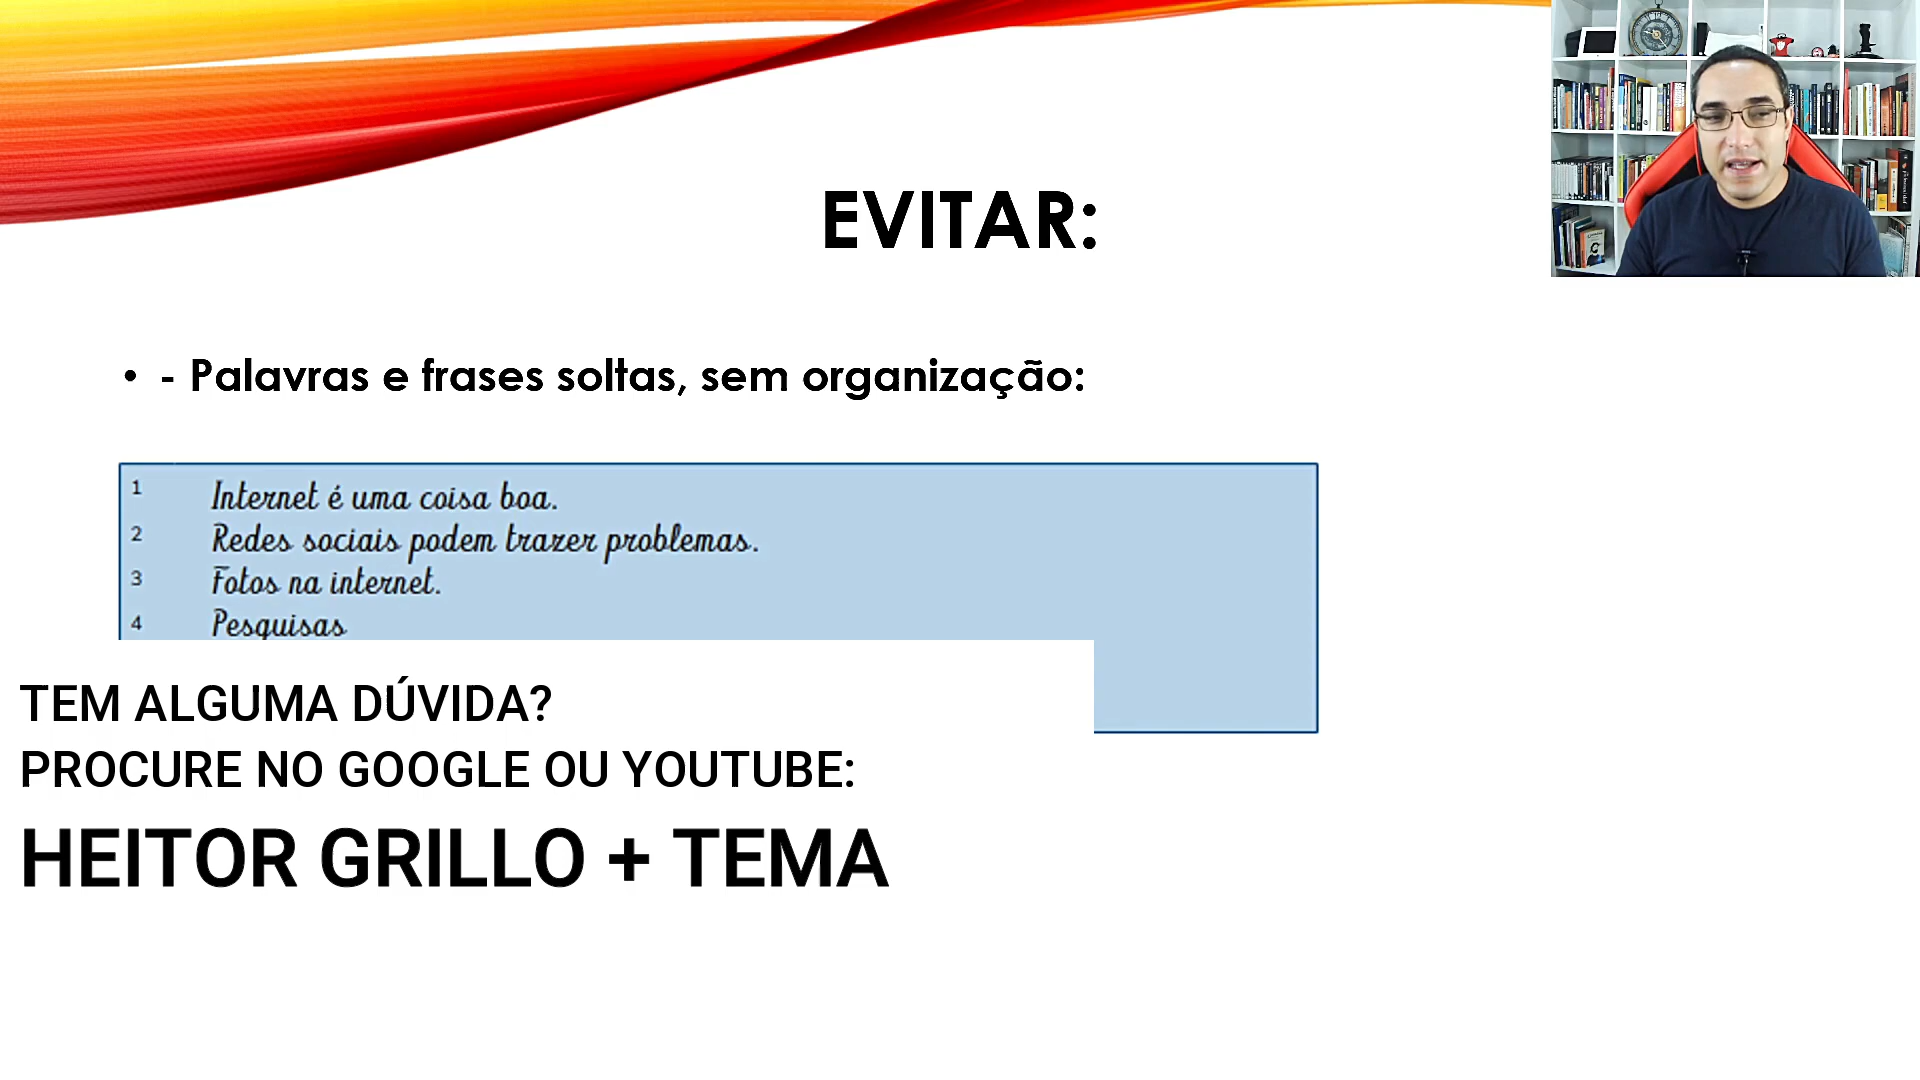 EVITAR:
• - Palavras e frases soltas, sem organização:
1 Internet é uma coisa boa.
2 Redes sociais podem trazer problemas.
3 Fotos na internet.
4 Pesquisas
TEM ALGUMA DÚVIDA?
PROCURE NO GOOGLE OU YOUTUBE:
HEITOR GRILLO + TEMA